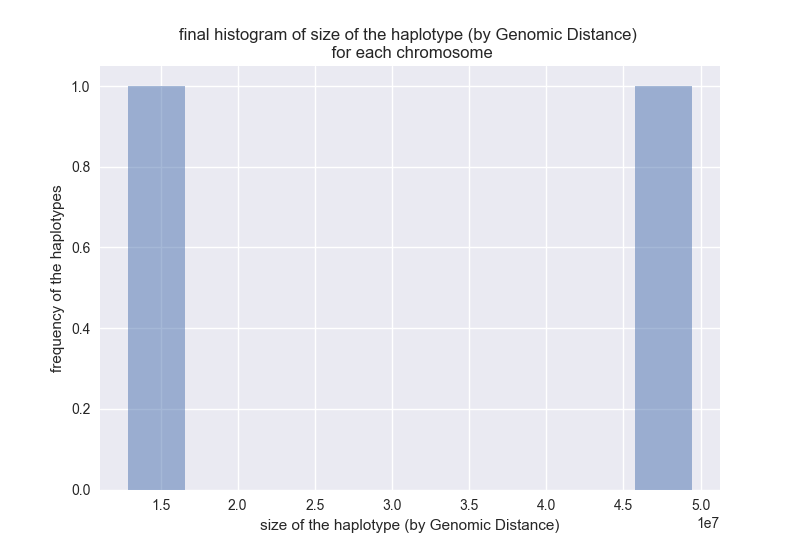 final histogram of size of the haplotype (by Genomic Distance)
for each chromosome
1.0
0.8
0.6
0.4
0.2
0.0
frequency of the haplotypes
1.5 2.0 2.5 3.0 3.5 4.0 4.5 5.0
1e7
size of the haplotype (by Genomic Distance)